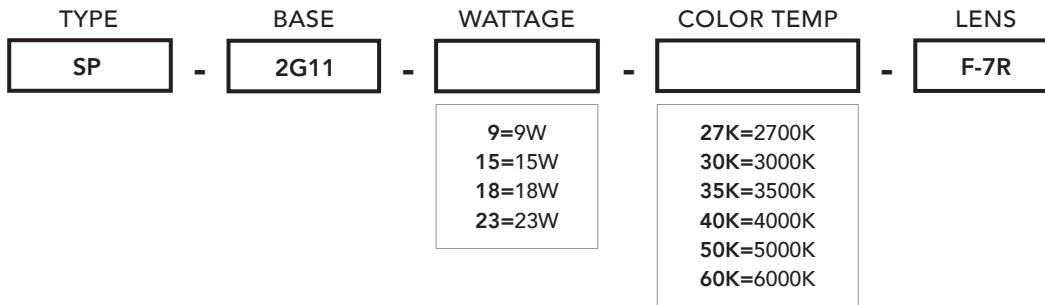 TYPE BASE WATTAGE COLOR TEMP LENS
SP - 2G11 - - - F-7R
9=9W 27K=2700K
15=15W 30K=3000K
18=18W 35K=3500K
23=23W 40K=4000K
50K=5000K
60K=6000K